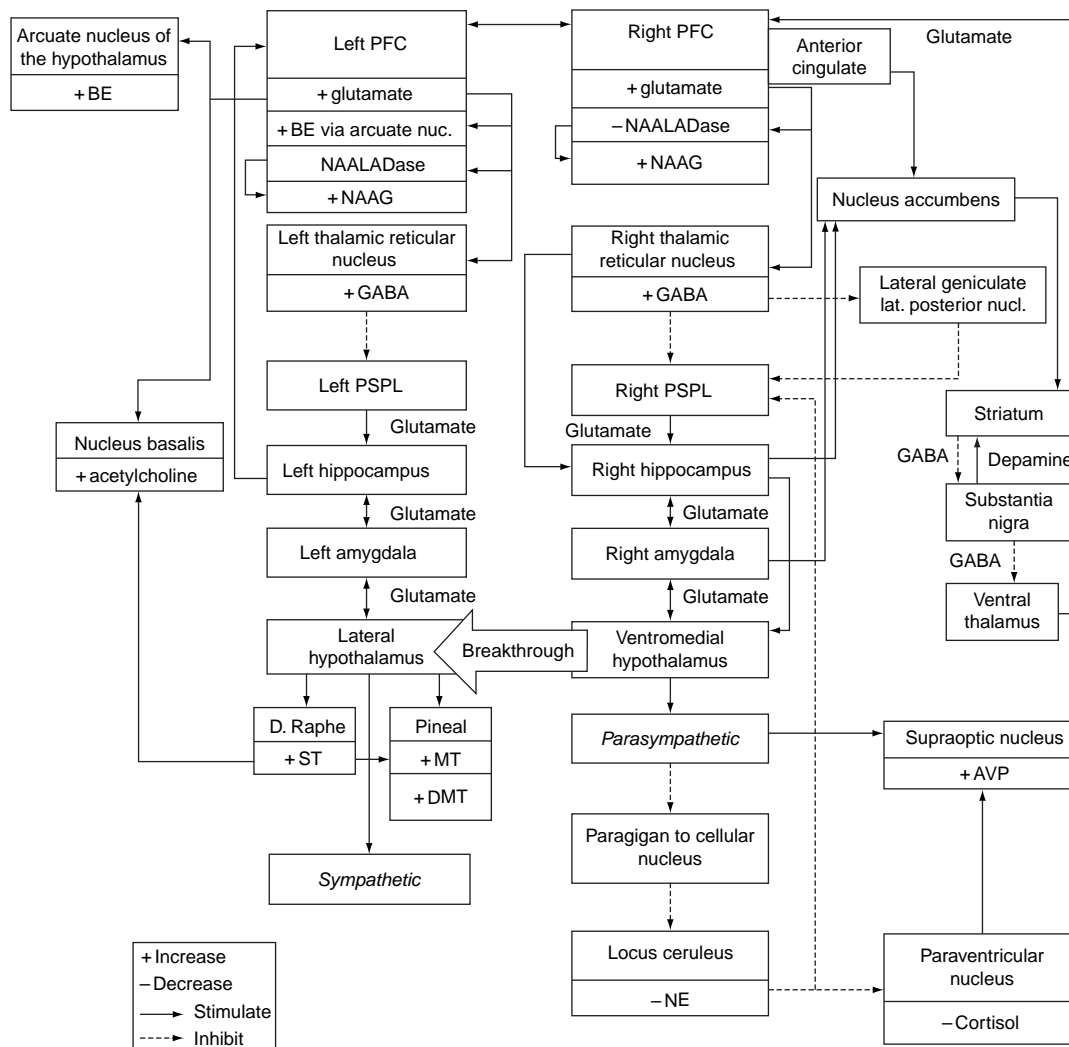 Arcuate nucleus of
the hypothalamus
+ BE
Left PFC
+ glutamate
+ BE via arcuate nuc.
NAALADase
+ NAAG
Right PFC
+ glutamate
– NAALADase
+ NAAG
Anterior
cingulate
Glutamate
Nucleus accumbens
Left thalamic reticular
nucleus
+ GABA
Right thalamic
reticular nucleus
+ GABA
Lateral geniculate
lat. posterior nucl.
Left PSPL
Glutamate
Right PSPL
Glutamate
Striatum
GABA
Depamine
Substantia
nigra
GABA
Ventral
thalamus
Nucleus basalis
+ acetylcholine
Left hippocampus
Glutamate
Right hippocampus
Glutamate
Left amygdala
Glutamate
Right amygdala
Glutamate
Lateral
hypothalamus
Breakthrough
Ventromedial
hypothalamus
D. Raphe
+ ST
Pineal
+ MT
+ DMT
Parasympathetic
Supraoptic nucleus
+ AVP
Sympathetic
Paragigan to cellular
nucleus
Locus ceruleus
– NE
Paraventricular
nucleus
– Cortisol
+ Increase
– Decrease
Stimulate
Inhibit